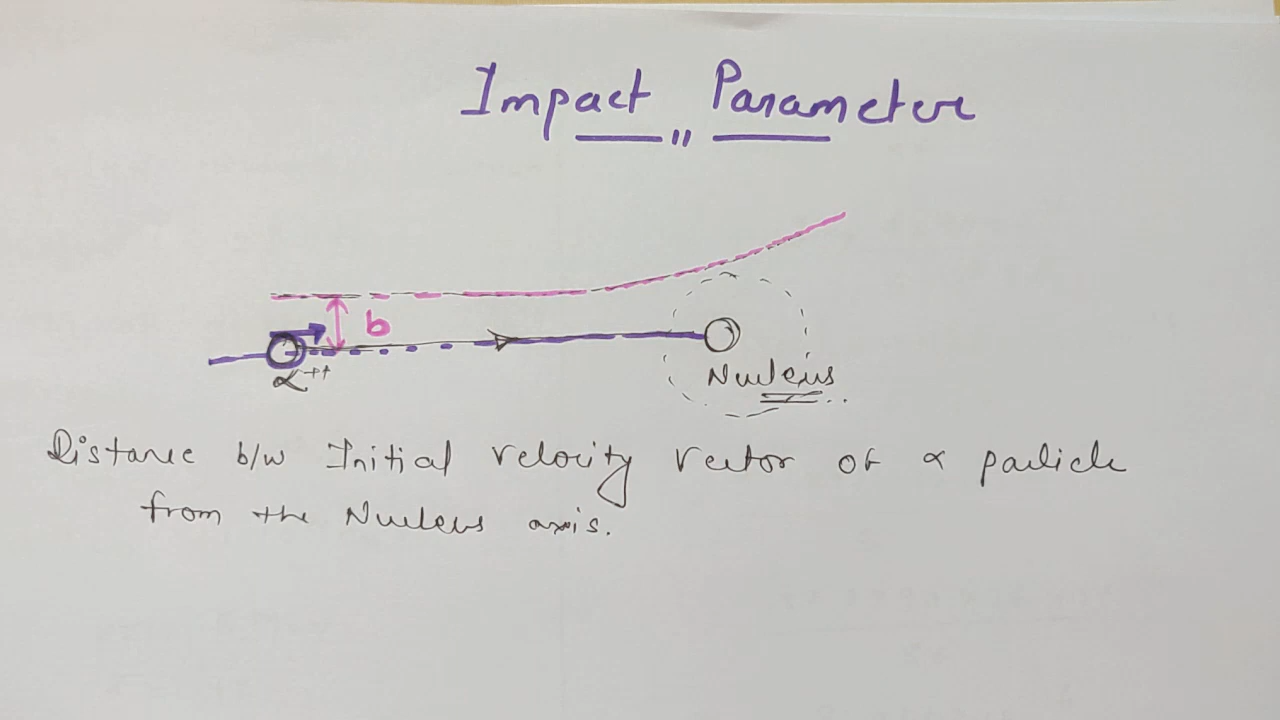 Impact Parameter
b
α++
Nucleus
Distance b/w Initial velocity vector of α particle
from the Nucleus axis.